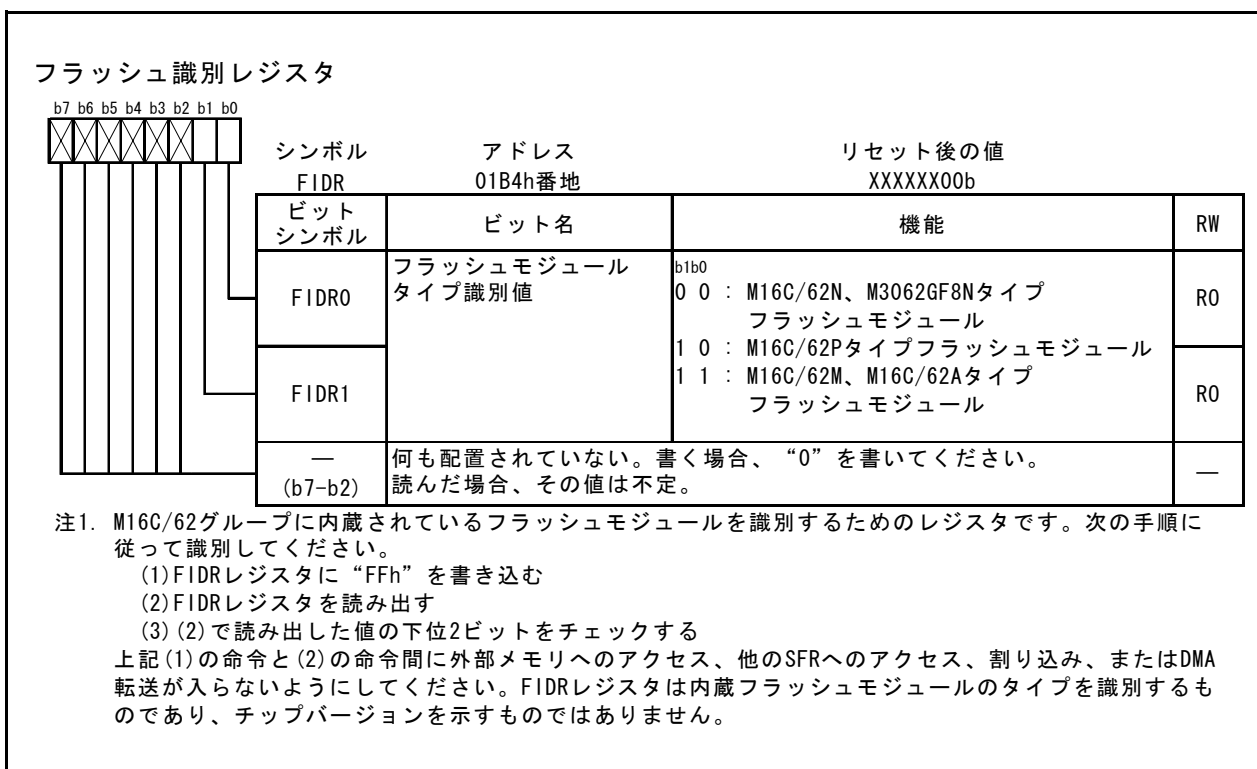 フラッシュ識別レジスタ
b7 b6 b5 b4 b3 b2 b1 b0
シンボル アドレス リセット後の値
FIDR 01B4h番地 XXXXXX00b
ビット
シンボル ビット名 機能 RW
FIDR0 フラッシュモジュール
タイプ識別値
b1b0
0 0 : M16C/62N、M3062GF8Nタイプ
フラッシュモジュール
RO
1 0 : M16C/62Pタイプフラッシュモジュール
FIDR1 1 1 : M16C/62M、M16C/62Aタイプ
フラッシュモジュール
RO
―
(b7-b2)
何も配置されていない。書く場合、“0”を書いてください。
読んだ場合、その値は不定。
―
注1. M16C/62グループに内蔵されているフラッシュモジュールを識別するためのレジスタです。次の手順に
従って識別してください。
(1)FIDRレジスタに“FFh”を書き込む
(2)FIDRレジスタを読み出す
(3)(2)で読み出した値の下位2ビットをチェックする
上記(1)の命令と(2)の命令間に外部メモリへのアクセス、他のSFRへのアクセス、割り込み、またはDMA
転送が入らないようにしてください。FIDRレジスタは内蔵フラッシュモジュールのタイプを識別するも
のであり、チップバージョンを示すものではありません。